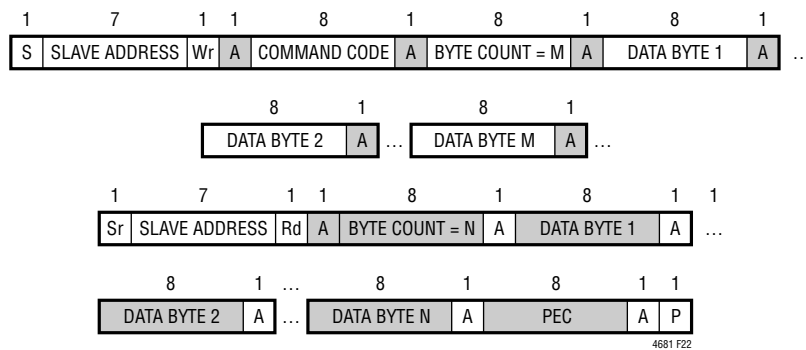 1 7 1 1 8 1 8 1 8 1
S SLAVE ADDRESS Wr A COMMAND CODE A BYTE COUNT = M A DATA BYTE 1 A ..
8 1 8 1
DATA BYTE 2 A … DATA BYTE M A …
1 7 1 1 8 1 8 1 1
Sr SLAVE ADDRESS Rd A BYTE COUNT = N A DATA BYTE 1 A …
8 1 … 8 1 8 1 1
DATA BYTE 2 A … DATA BYTE N A PEC A P
4681 F22